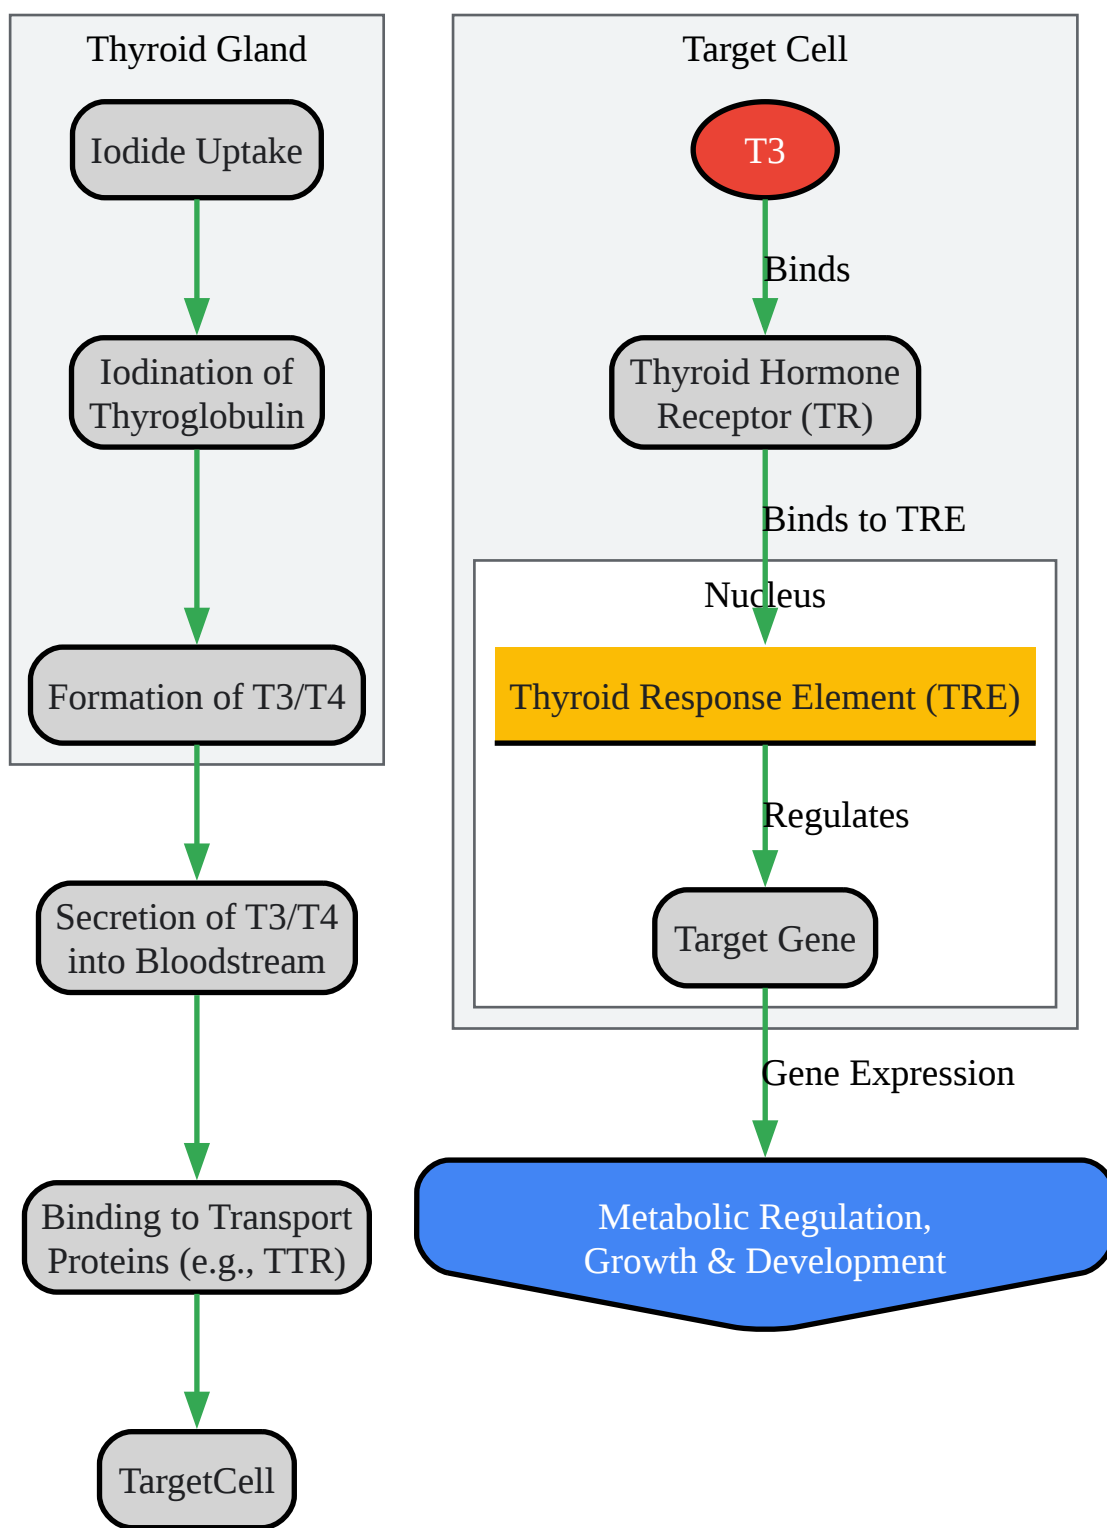 Thyroid Gland
Iodide Uptake
Iodination of
Thyroglobulin
Formation of T3/T4
Secretion of T3/T4
into Bloodstream
Binding to Transport
Proteins (e.g., TTR)
TargetCell
Target Cell
T3
Binds
Thyroid Hormone
Receptor (TR)
Binds to TRE
Nucleus
Thyroid Response Element (TRE)
Regulates
Target Gene
Gene Expression
Metabolic Regulation,
Growth & Development